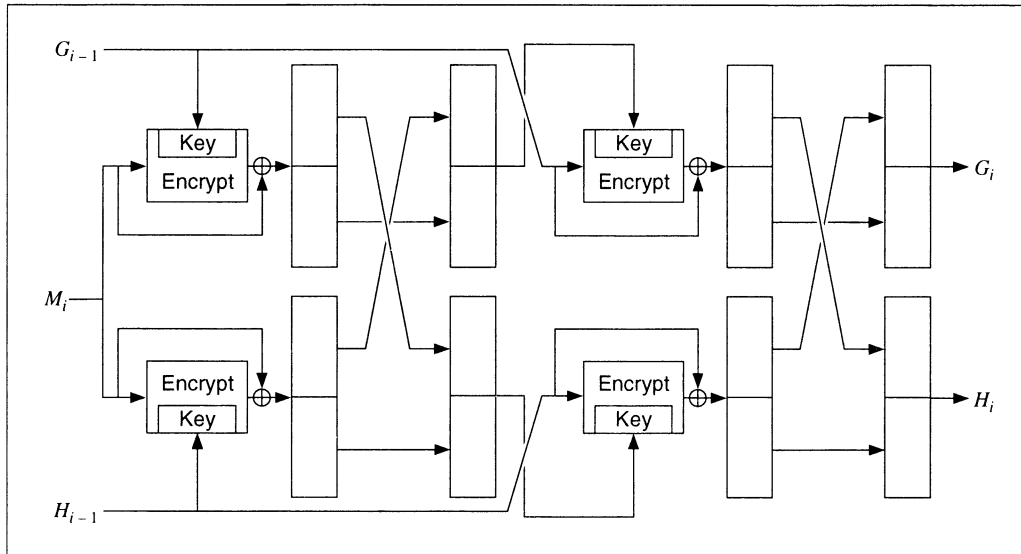 G_{i-1}
Key
Encrypt
Key
Encrypt
G_i
M_i
Encrypt
Key
Encrypt
Key
H_i
H_{i-1}